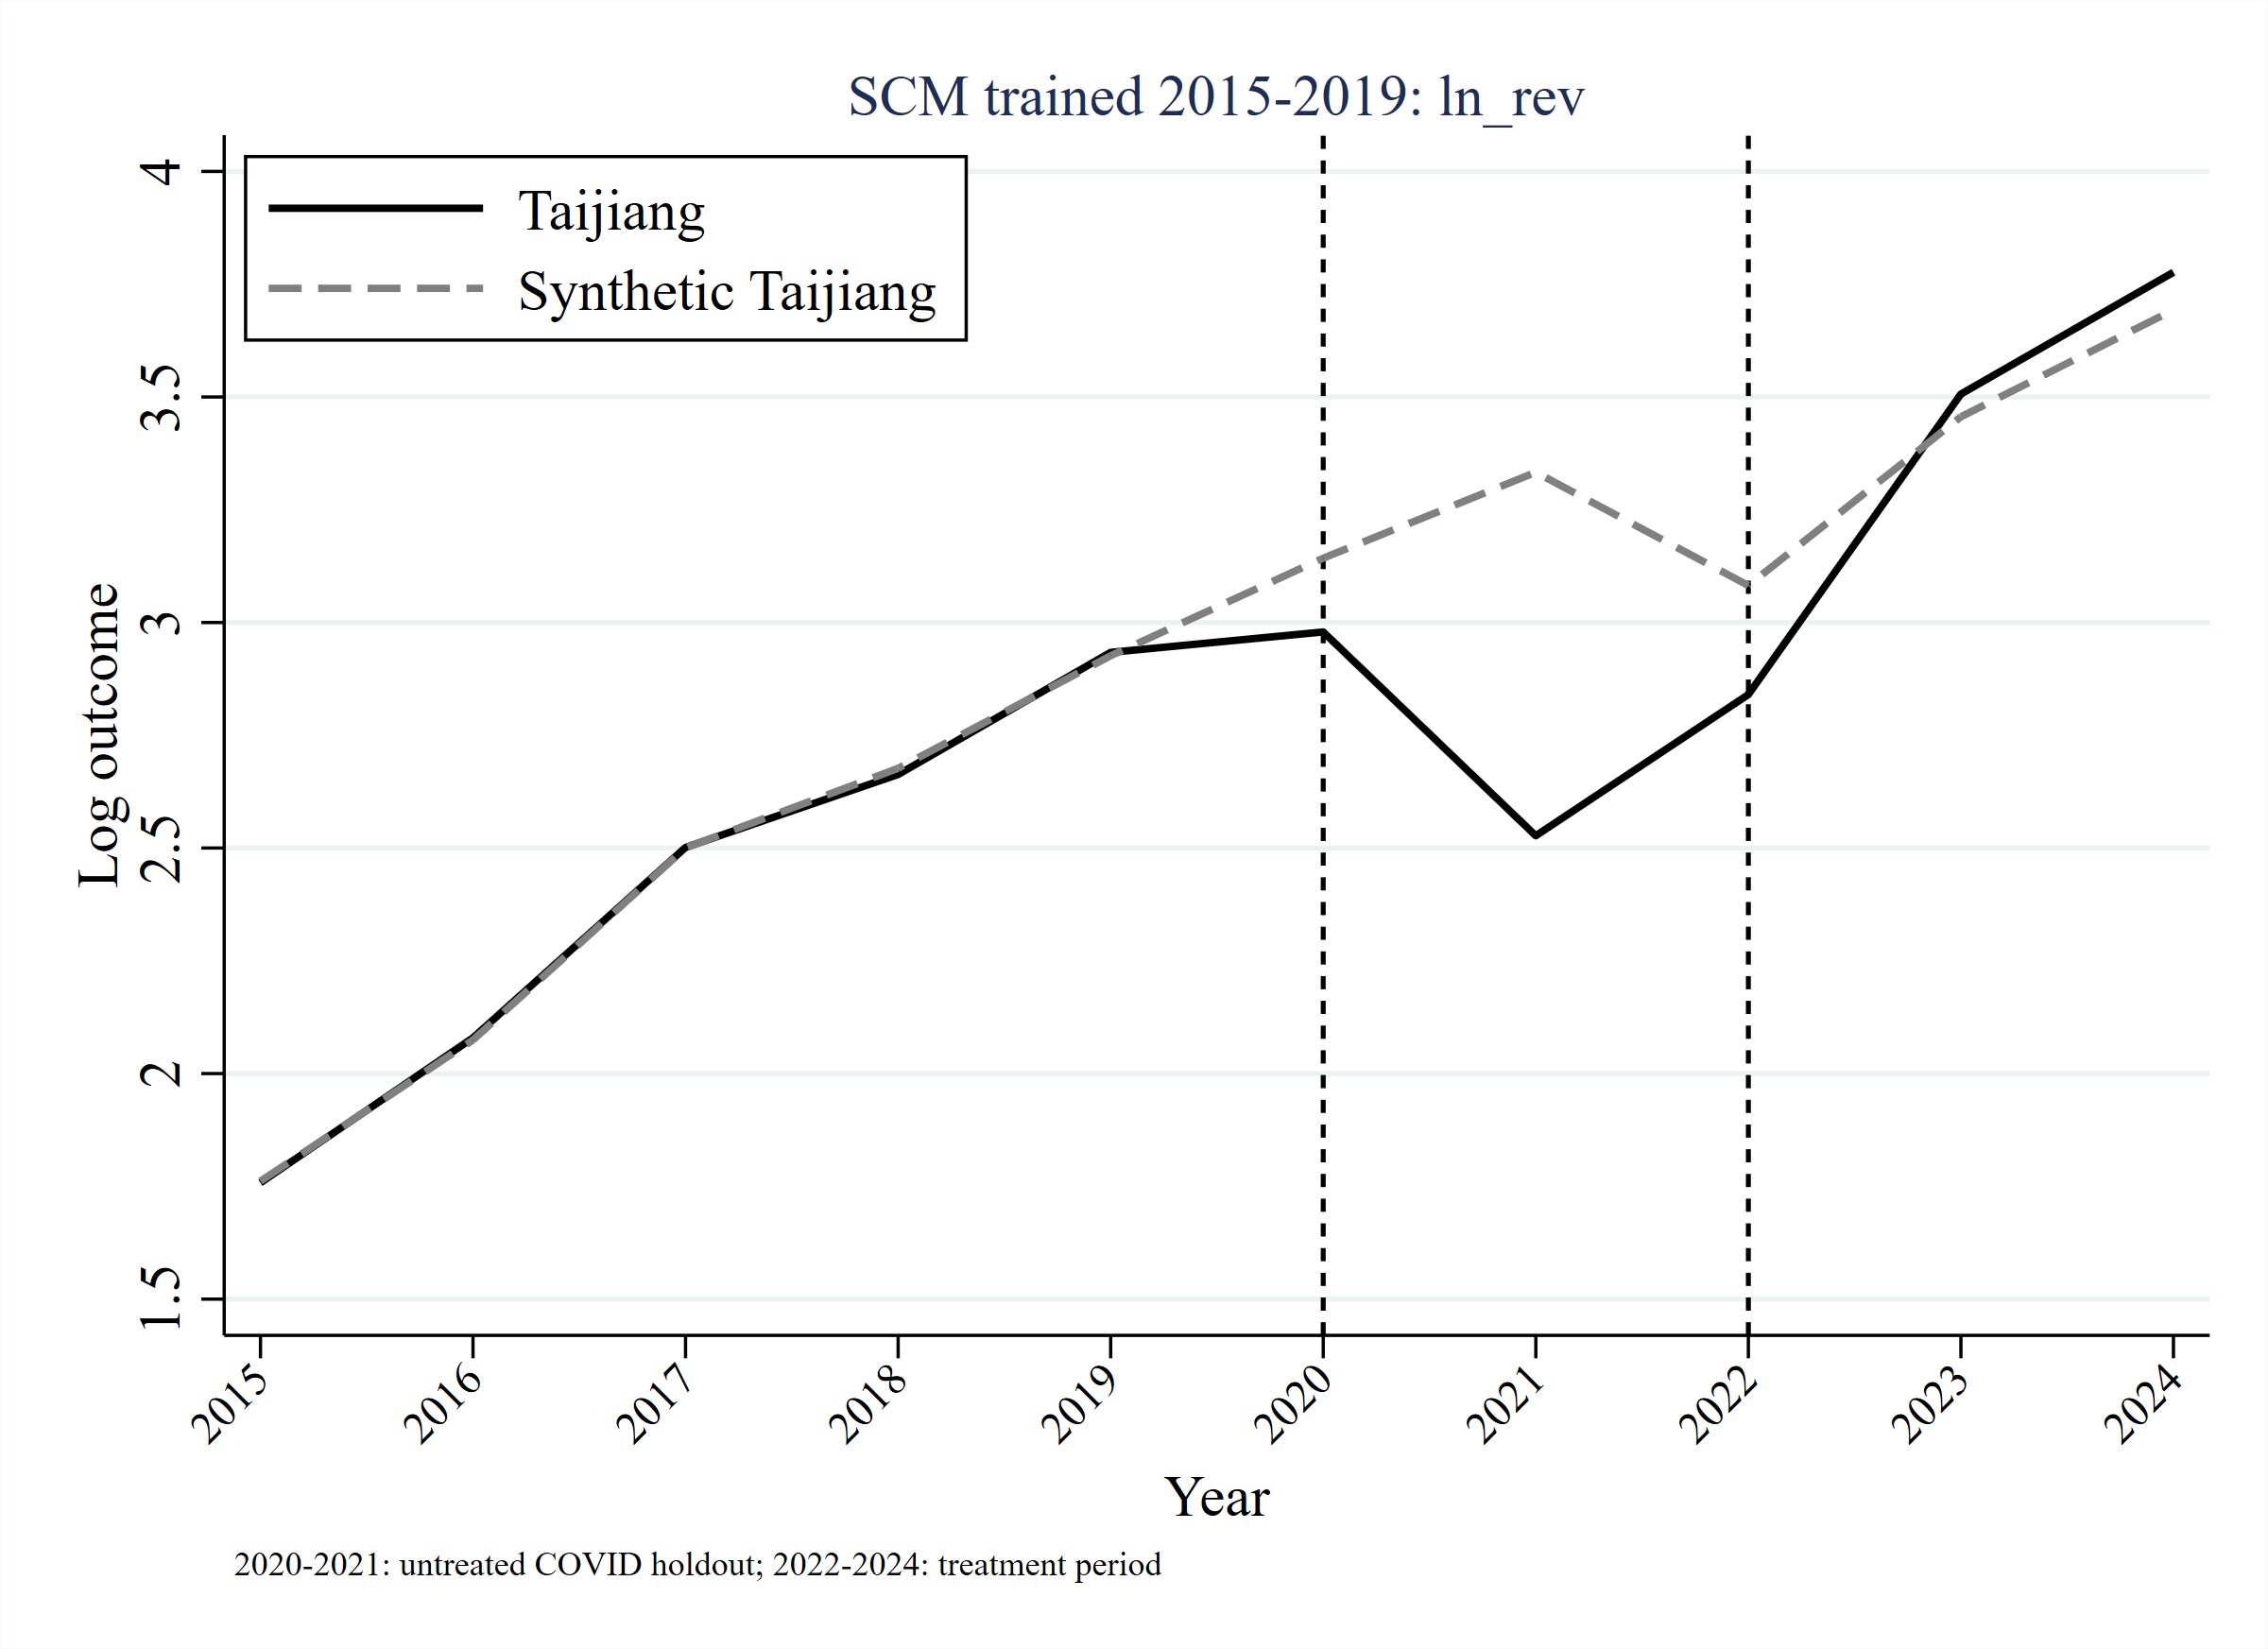 SCM trained 2015-2019: ln_rev
Taijiang
Synthetic Taijiang
Log outcome
4
3.5
3
2.5
2
1.5
2015
2016
2017
2018
2019
2020
2021
2022
2023
2024
Year
2020-2021: untreated COVID holdout; 2022-2024: treatment period